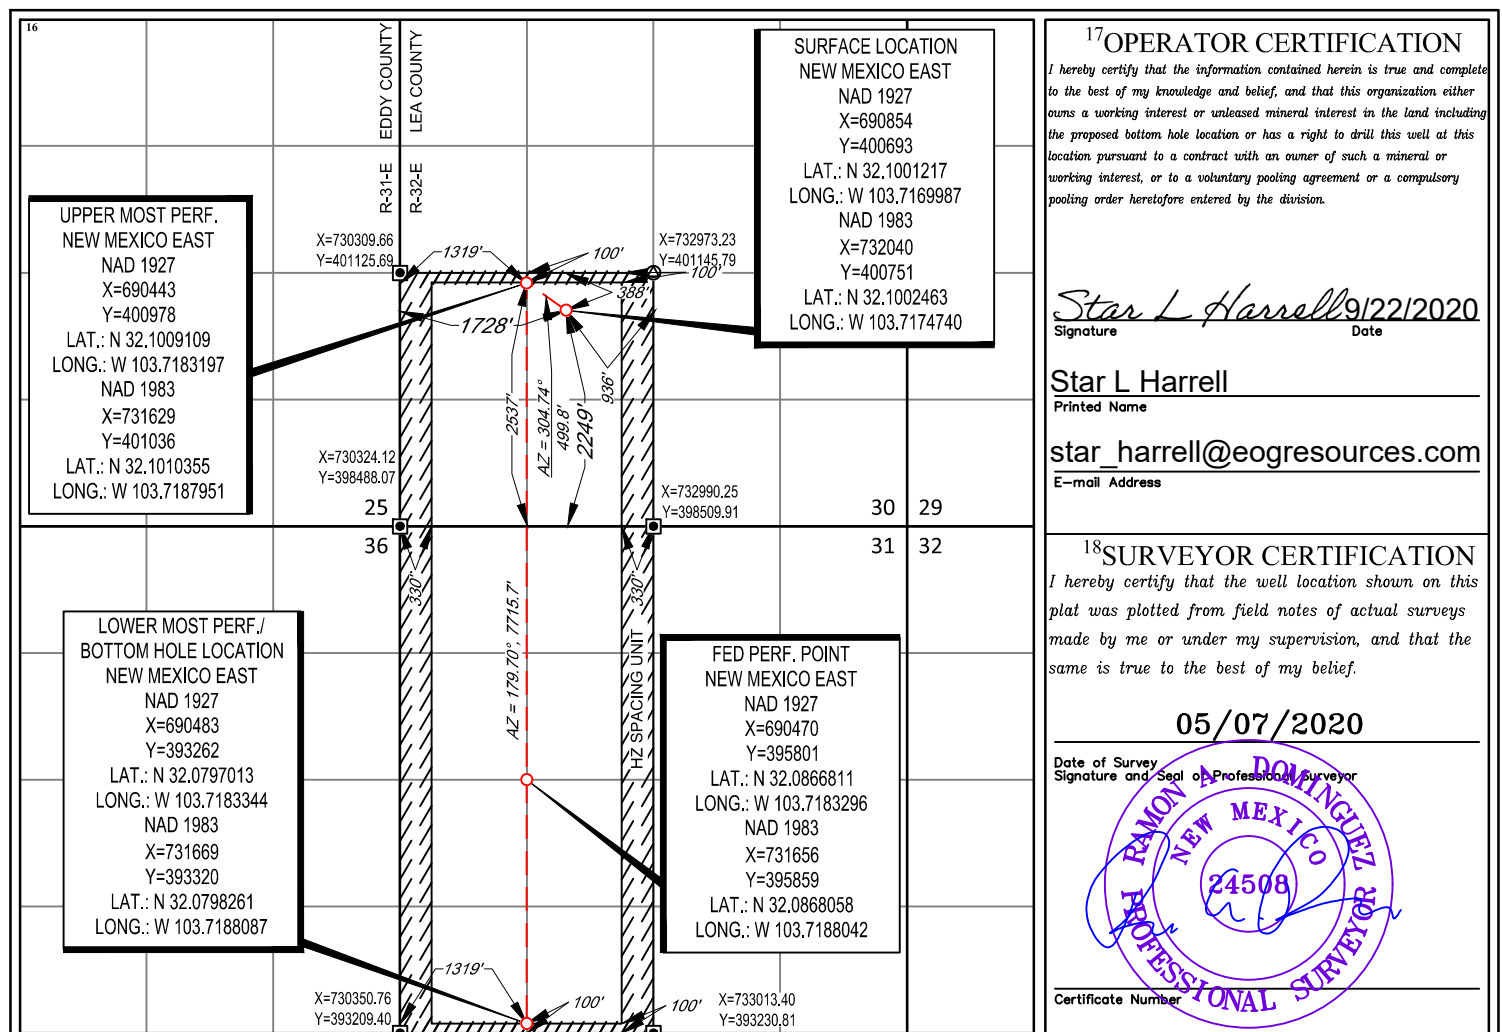 16
EDDY COUNTY
LEA COUNTY
R-31-E
R-32-E
SURFACE LOCATION
NEW MEXICO EAST
NAD 1927
X=690854
Y=400693
LAT.: N 32.1001217
LONG.: W 103.7169987
NAD 1983
X=732040
Y=400751
LAT.: N 32.1002463
LONG.: W 103.7174740
UPPER MOST PERF.
NEW MEXICO EAST
NAD 1927
X=690443
Y=400978
LAT.: N 32.1009109
LONG.: W 103.7183197
NAD 1983
X=731629
Y=401036
LAT.: N 32.1010355
LONG.: W 103.7187951
X=730309.66
Y=401125.69
1319'
100'
X=732973.23
Y=401145.79
100'
388'
1728'
936'
2537'
AZ = 304.74°
499.8'
2249'
X=730324.12
Y=398488.07
X=732990.25
Y=398509.91
25
30
29
36
31
32
330'
330'
AZ = 179.70°, 7715.7'
HZ SPACING UNIT
LOWER MOST PERF./
BOTTOM HOLE LOCATION
NEW MEXICO EAST
NAD 1927
X=690483
Y=393262
LAT.: N 32.0797013
LONG.: W 103.7183344
NAD 1983
X=731669
Y=393320
LAT.: N 32.0798261
LONG.: W 103.7188087
FED PERF. POINT
NEW MEXICO EAST
NAD 1927
X=690470
Y=395801
LAT.: N 32.0866811
LONG.: W 103.7183296
NAD 1983
X=731656
Y=395859
LAT.: N 32.0868058
LONG.: W 103.7188042
1319'
100'
100'
X=730350.76
Y=393209.40
X=733013.40
Y=393230.81
17OPERATOR CERTIFICATION
I hereby certify that the information contained herein is true and complete
to the best of my knowledge and belief, and that this organization either
owns a working interest or unleased mineral interest in the land including
the proposed bottom hole location or has a right to drill this well at this
location pursuant to a contract with an owner of such a mineral or
working interest, or to a voluntary pooling agreement or a compulsory
pooling order heretofore entered by the division.
Star L Harrell 9/22/2020
Signature Date
Star L Harrell
Printed Name
star_harrell@eogresources.com
E-mail Address
18SURVEYOR CERTIFICATION
I hereby certify that the well location shown on this
plat was plotted from field notes of actual surveys
made by me or under my supervision, and that the
same is true to the best of my belief.
05/07/2020
Date of Survey
Signature and Seal of Professional Surveyor
RAMON A. DOMINGUEZ
NEW MEXICO
24508
PROFESSIONAL SURVEYOR
Certificate Number